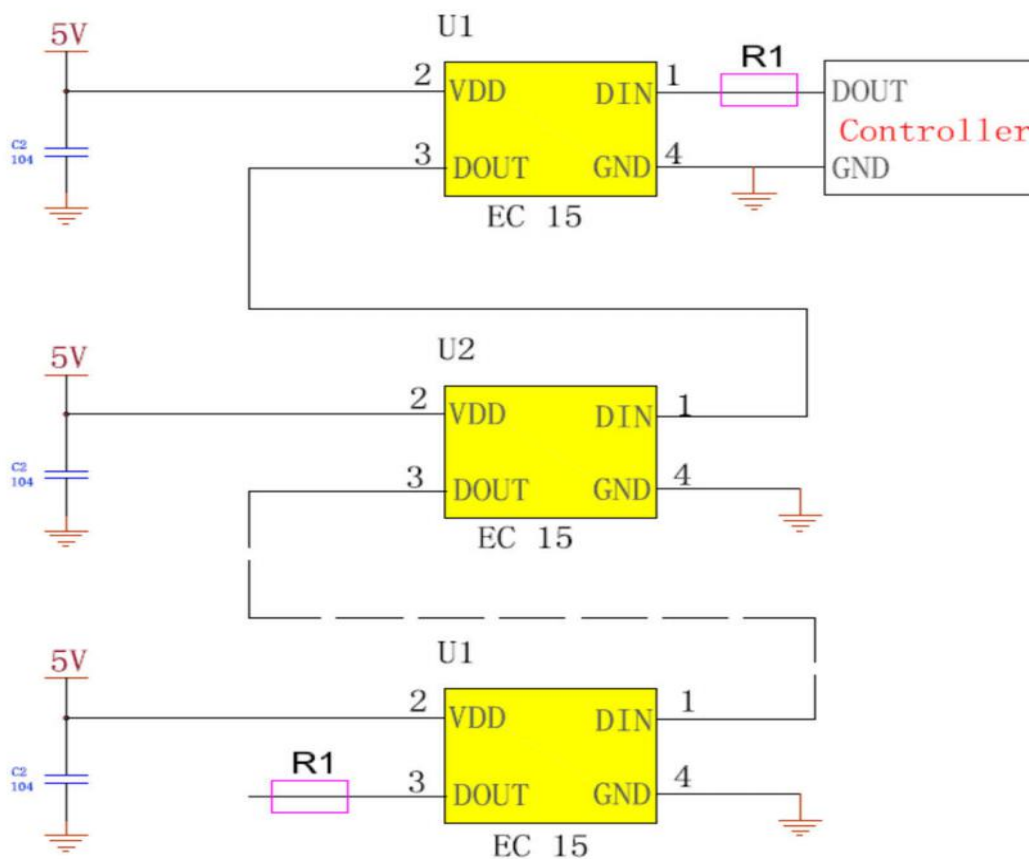 U1
5V
R1
2
VDD
DIN
1
DOUT
Controller
C2
104
3
DOUT
GND
4
GND
EC 15
U2
5V
2
VDD
DIN
1
C2
104
3
DOUT
GND
4
EC 15
U1
5V
2
VDD
DIN
1
R1
C2
104
3
DOUT
GND
4
EC 15